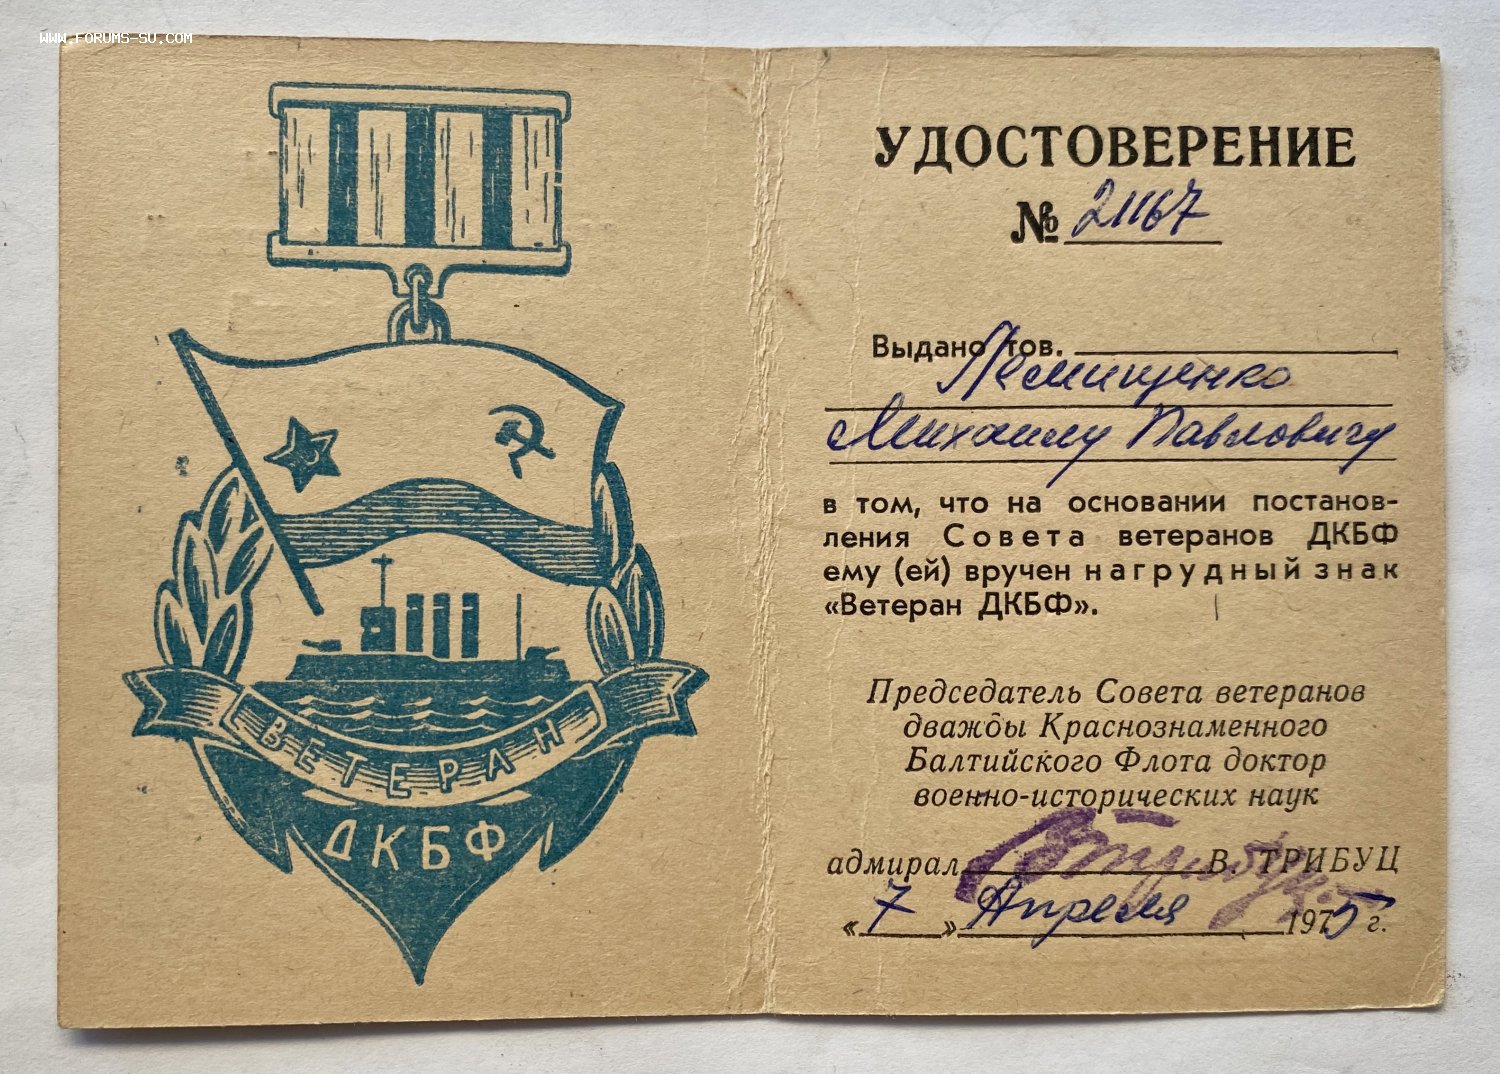 WWW.FORUMS-SU.COM
ВЕТЕРАН
ДКБФ
УДОСТОВЕРЕНИЕ
№ 21167
Выдано тов.
Лемищенко
Михаилу Павловичу
в том, что на основании постанов-
ления Совета ветеранов ДКБФ
ему (ей) вручен нагрудный знак
«Ветеран ДКБФ».
Председатель Совета ветеранов
дважды Краснознаменного
Балтийского Флота доктор
военно-исторических наук
адмирал В. ТРИБУЦ
«7» Апреля 1975 г.